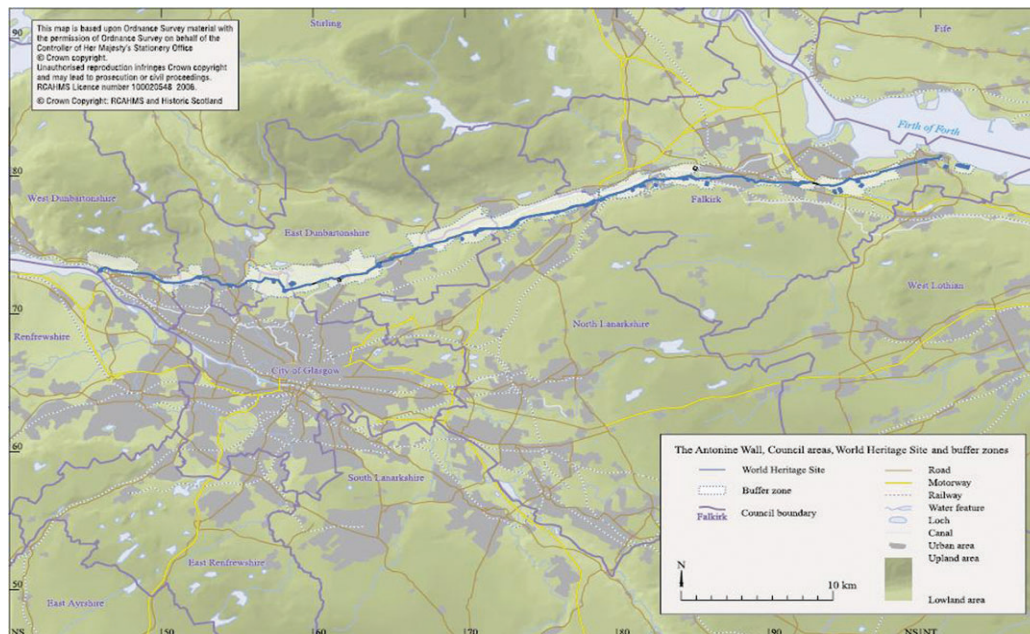 This map is based upon Ordnance Survey material with
the permission of Ordnance Survey on behalf of the
Controller of Her Majesty's Stationery Office
© Crown copyright.
Unauthorised reproduction infringes Crown copyright
and may lead to prosecution or civil proceedings.
RCAHMS Licence number 100020548 2006.
© Crown Copyright: RCAHMS and Historic Scotland
Stirling
Fife
90
Firth of Forth
80
West Dunbartonshire
Falkirk
East Dunbartonshire
West Lothian
70
North Lanarkshire
Renfrewshire
City of Glasgow
60
South Lanarkshire
East Renfrewshire
50
East Ayrshire
NS
150
160
170
180
190
NS|NT
The Antonine Wall, Council areas, World Heritage Site and buffer zones
World Heritage Site
Buffer zone
Falkirk
Council boundary
Road
Motorway
Railway
Water feature
Loch
Canal
Urban area
Upland area
Lowland area
N
10 km